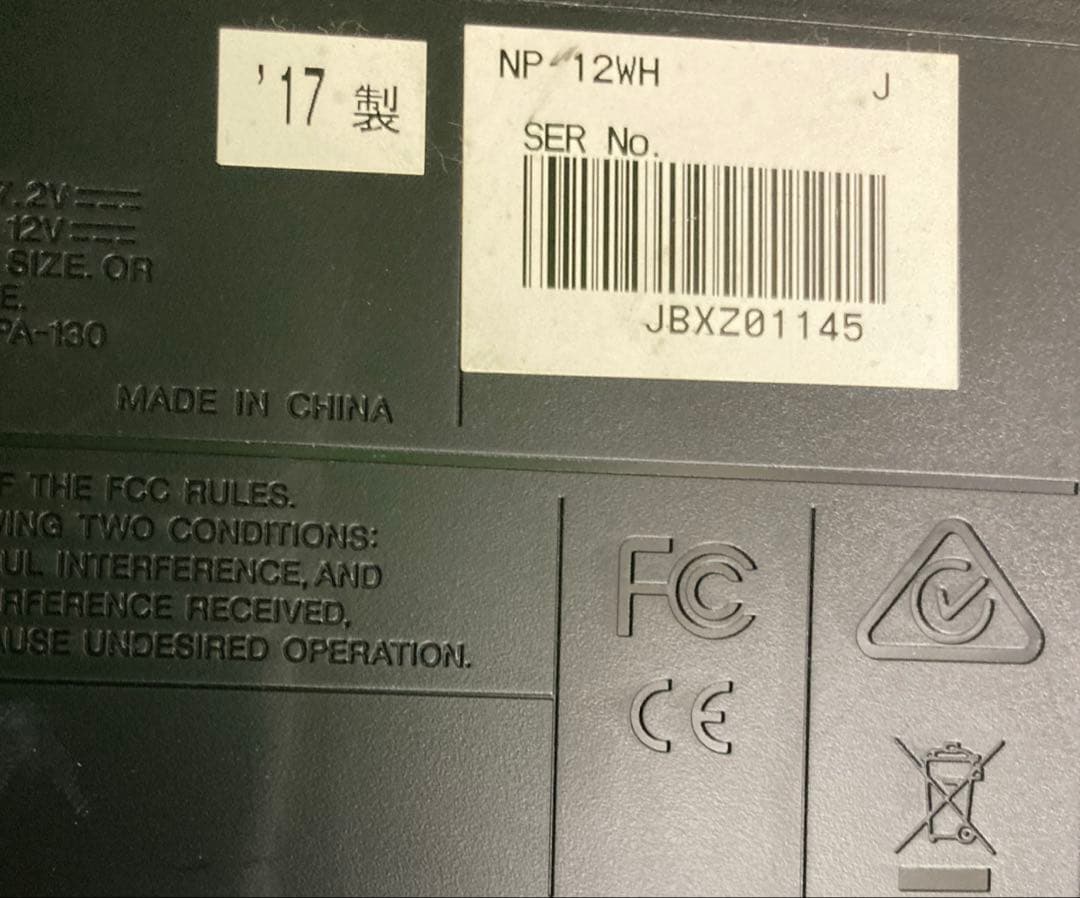 '17 製
NP-12WH
J
SER No.
JBXZ01145
7.2V
12V
SIZE. OR
E.
PA-130
MADE IN CHINA
F THE FCC RULES.
WING TWO CONDITIONS:
UL INTERFERENCE, AND
RFERENCE RECEIVED,
AUSE UNDESIRED OPERATION.
FC
CE